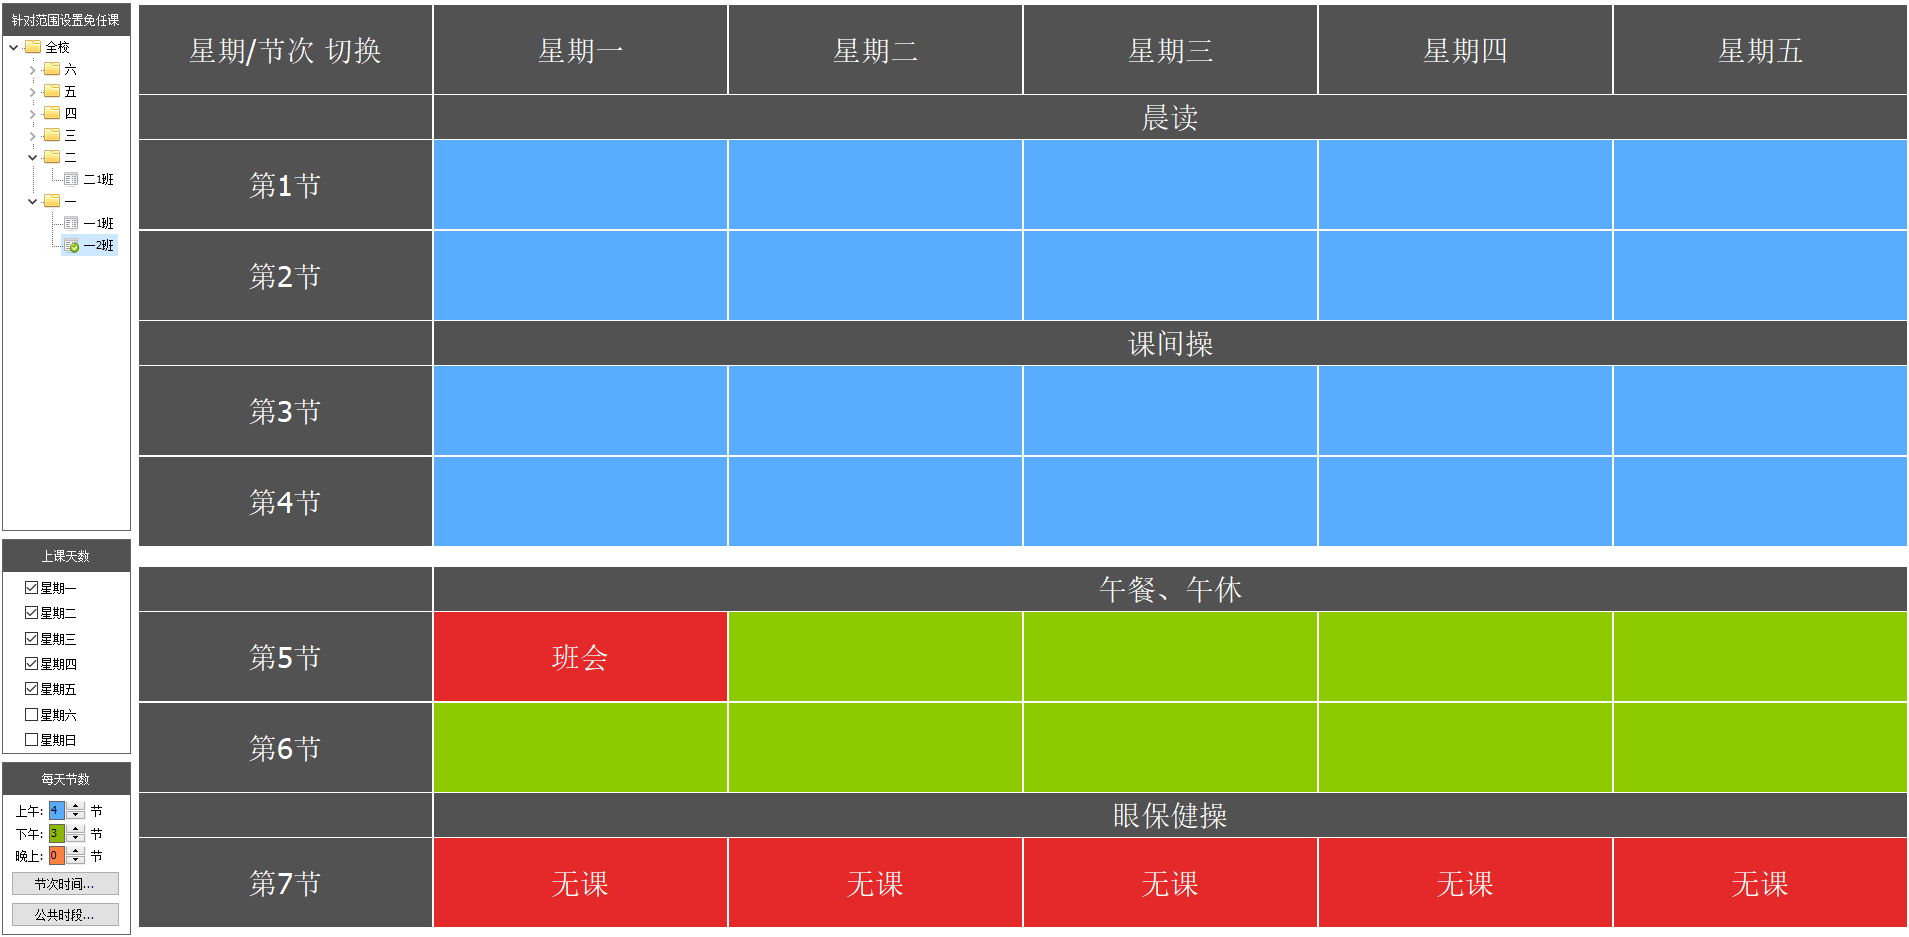 针对范围设置免任课
全校
六
五
四
三
二
二1班
一
一1班
一2班
上课天数
星期一
星期二
星期三
星期四
星期五
星期六
星期日
每天节数
上午: 4 节
下午: 3 节
晚上: 0 节
节次时间...
公共时段...
星期/节次 切换 星期一 星期二 星期三 星期四 星期五
晨读
第1节
第2节
课间操
第3节
第4节
午餐、午休
第5节 班会
第6节
眼保健操
第7节 无课 无课 无课 无课 无课